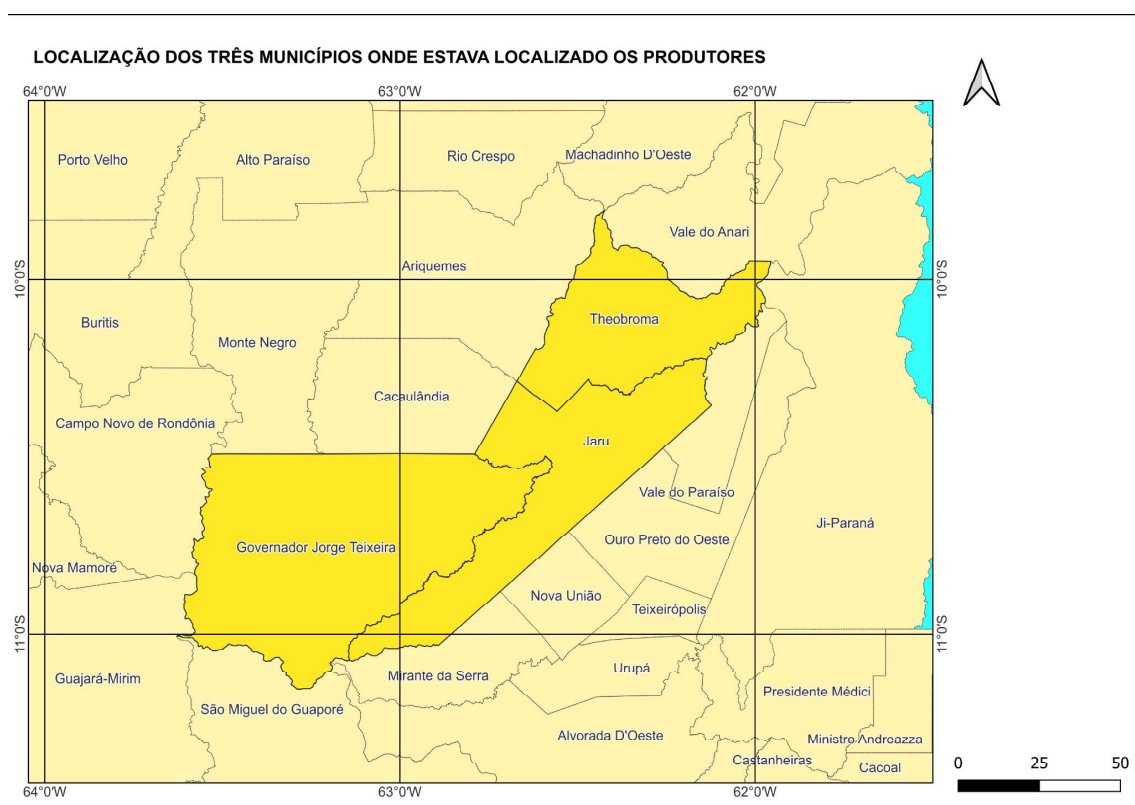 LOCALIZAÇÃO DOS TRÊS MUNICÍPIOS ONDE ESTAVA LOCALIZADO OS PRODUTORES
64°0'W 63°0'W 62°0'W
Porto Velho
Alto Paraíso
Rio Crespo
Machadinho D'Oeste
Vale do Anari
Ariquemes
10°0'S
10°0'S
Theobroma
Buritis
Monte Negro
Cacaulândia
Campo Novo de Rondônia
Jaru
Vale do Paraíso
Ji-Paraná
Ouro Preto do Oeste
Governador Jorge Teixeira
Nova Mamoré
Nova União
Teixeirópolis
11°0'S
11°0'S
Urupá
Mirante da Serra
Guajará-Mirim
Presidente Médici
São Miguel do Guaporé
Alvorada D'Oeste
Ministro Andreazza
Castanheiras
Cacoal
0 25 50
64°0'W 63°0'W 62°0'W